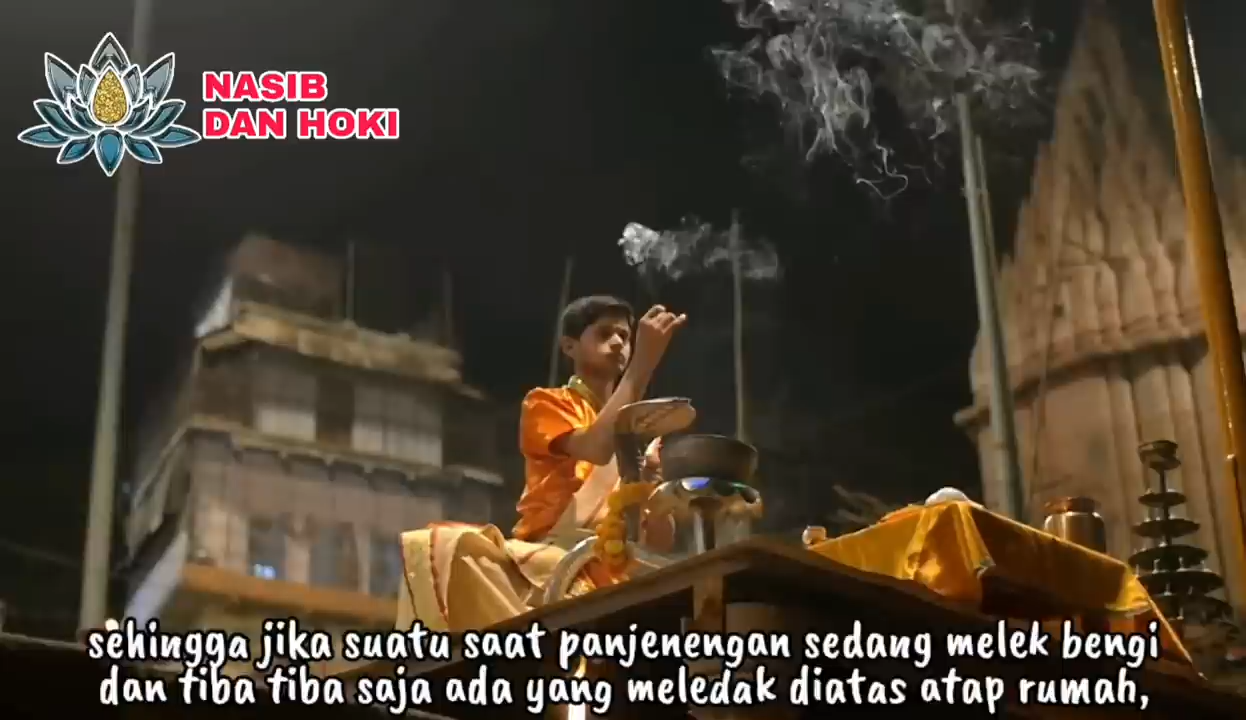 NASIB
DAN HOKI
sehingga jika suatu saat panjenengan sedang melek bengi
dan tiba tiba saja ada yang meledak diatas atap rumah,